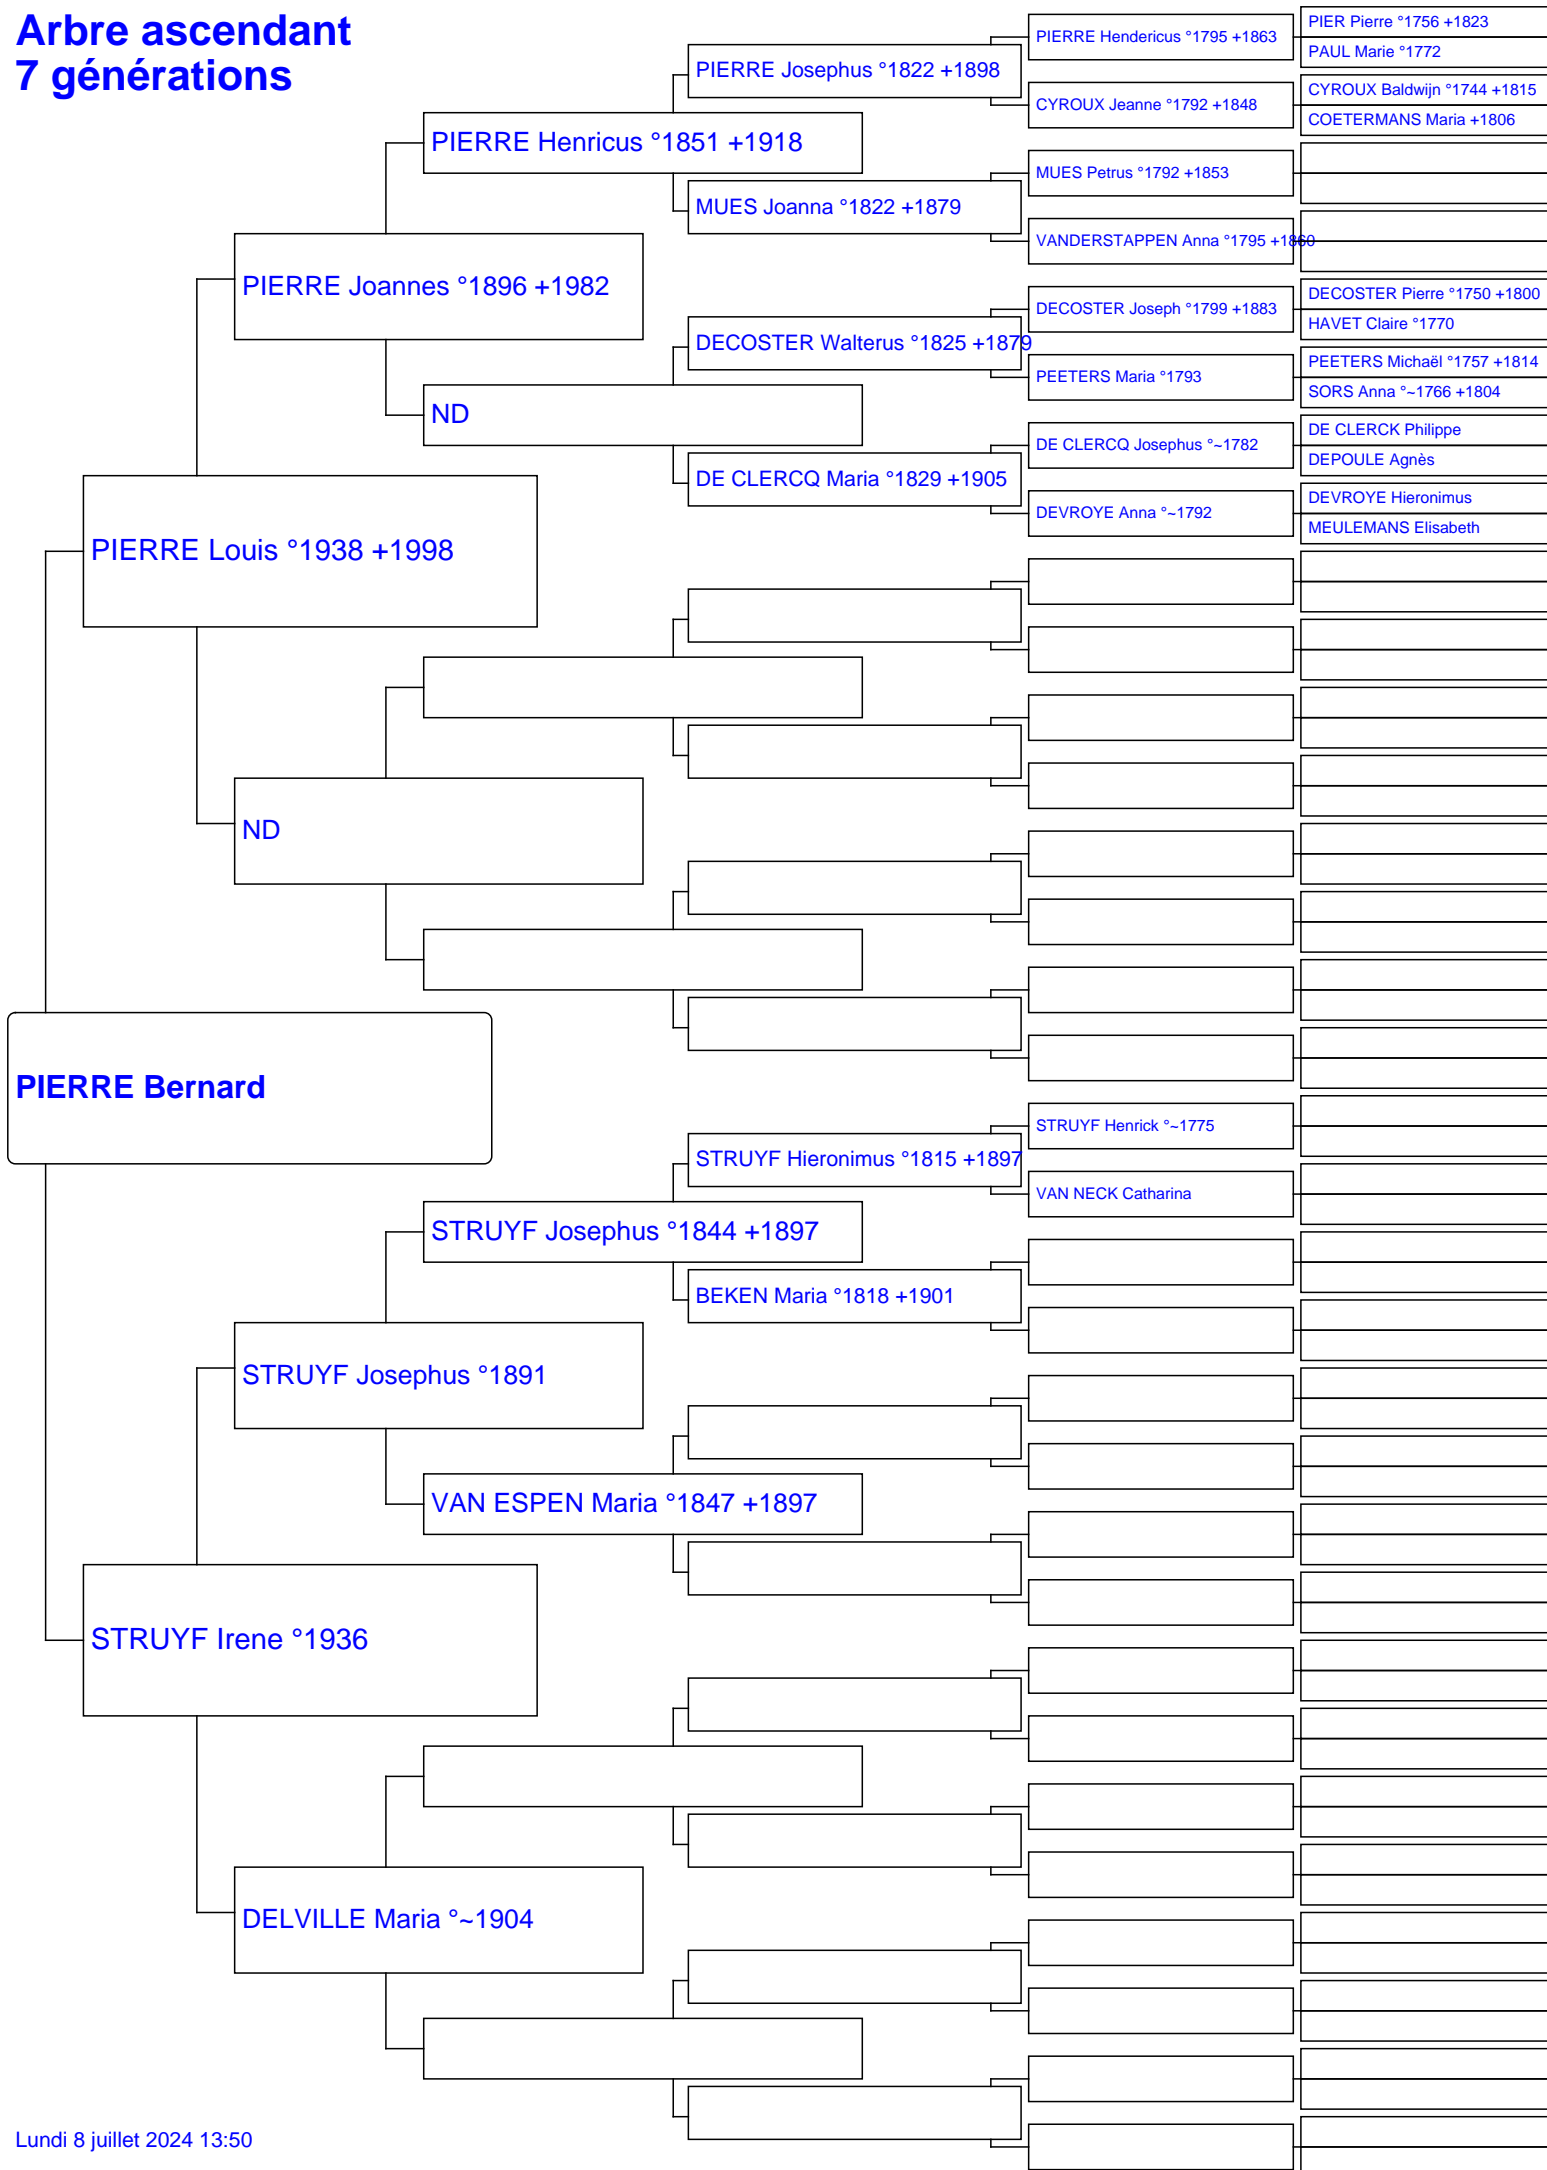 Arbre ascendant
7 générations
PIER Pierre °1756 +1823
PIERRE Hendericus °1795 +1863
PAUL Marie °1772
PIERRE Josephus °1822 +1898
CYROUX Baldwijn °1744 +1815
CYROUX Jeanne °1792 +1848
COETERMANS Maria +1806
PIERRE Henricus °1851 +1918
MUES Petrus °1792 +1853
MUES Joanna °1822 +1879
VANDERSTAPPEN Anna °1795 +1860
PIERRE Joannes °1896 +1982
DECOSTER Pierre °1750 +1800
DECOSTER Joseph °1799 +1883
HAVET Claire °1770
DECOSTER Walterus °1825 +1879
PEETERS Michaël °1757 +1814
PEETERS Maria °1793
SORS Anna °~1766 +1804
ND
DE CLERCK Philippe
DE CLERCQ Josephus °~1782
DEPOULE Agnès
DE CLERCQ Maria °1829 +1905
DEVROYE Hieronimus
DEVROYE Anna °~1792
MEULEMANS Elisabeth
PIERRE Louis °1938 +1998
ND
PIERRE Bernard
STRUYF Henrick °~1775
STRUYF Hieronimus °1815 +1897
VAN NECK Catharina
STRUYF Josephus °1844 +1897
BEKEN Maria °1818 +1901
STRUYF Josephus °1891
VAN ESPEN Maria °1847 +1897
STRUYF Irene °1936
DELVILLE Maria °~1904
Lundi 8 juillet 2024 13:50